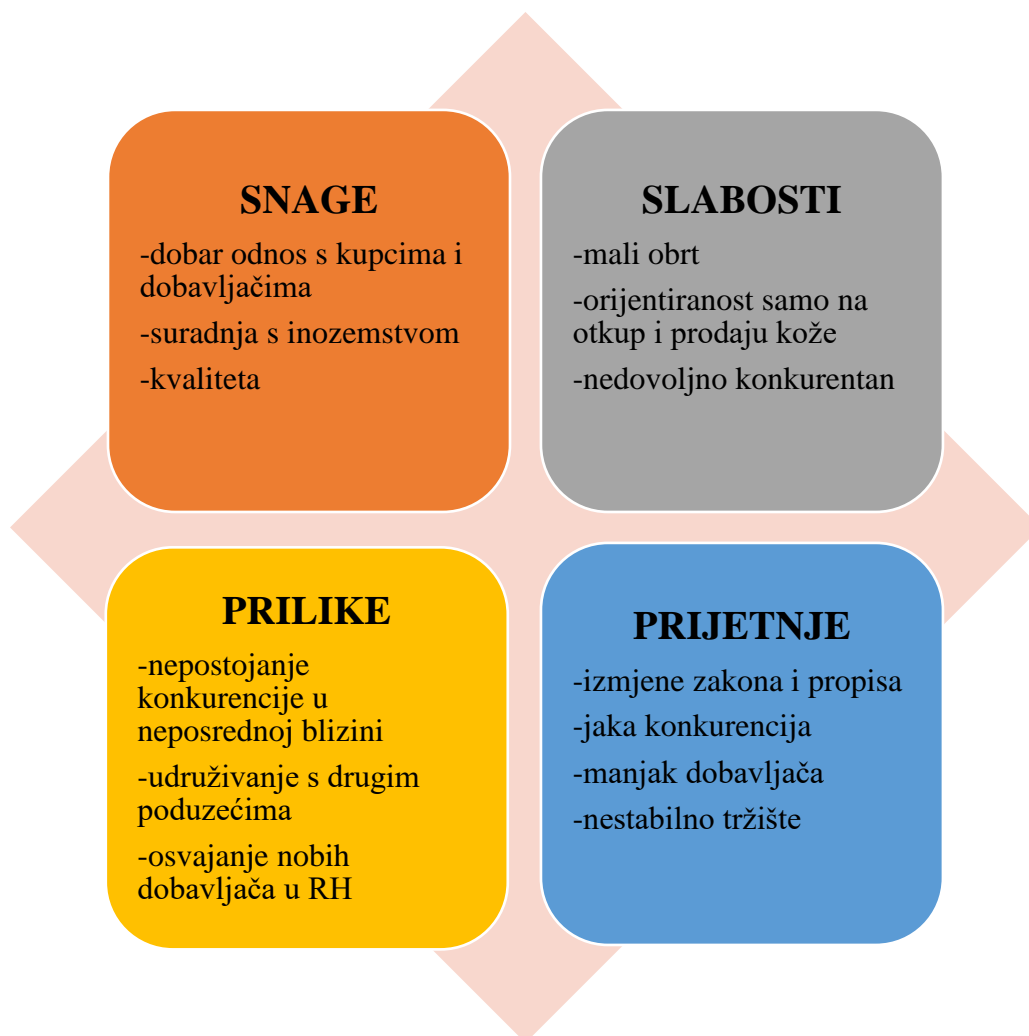 SNAGE
-dobar odnos s kupcima i
dobavljačima
-suradnja s inozemstvom
-kvaliteta
SLABOSTI
-mali obrt
-orijentiranost samo na
otkup i prodaju kože
-nedovoljno konkurentan
PRILIKE
-nepostojanje
konkurencije u
neposrednoj blizini
-udruživanje s drugim
poduzećima
-osvajanje nobih
dobavljača u RH
PRIJETNJE
-izmjene zakona i propisa
-jaka konkurencija
-manjak dobavljača
-nestabilno tržište